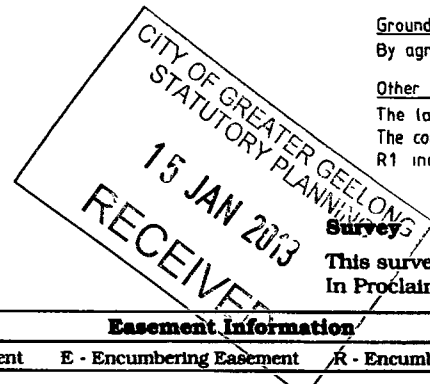 Ground
By agr
Other
The la
The co
R1 inc
CITY OF GREATER GEELONG
STATUTORY PLANNING
15 JAN 2013
RECEIVED
Survey
This surve
In Proclain
Easement Information
ent E - Encumbering Easement R - Encumb